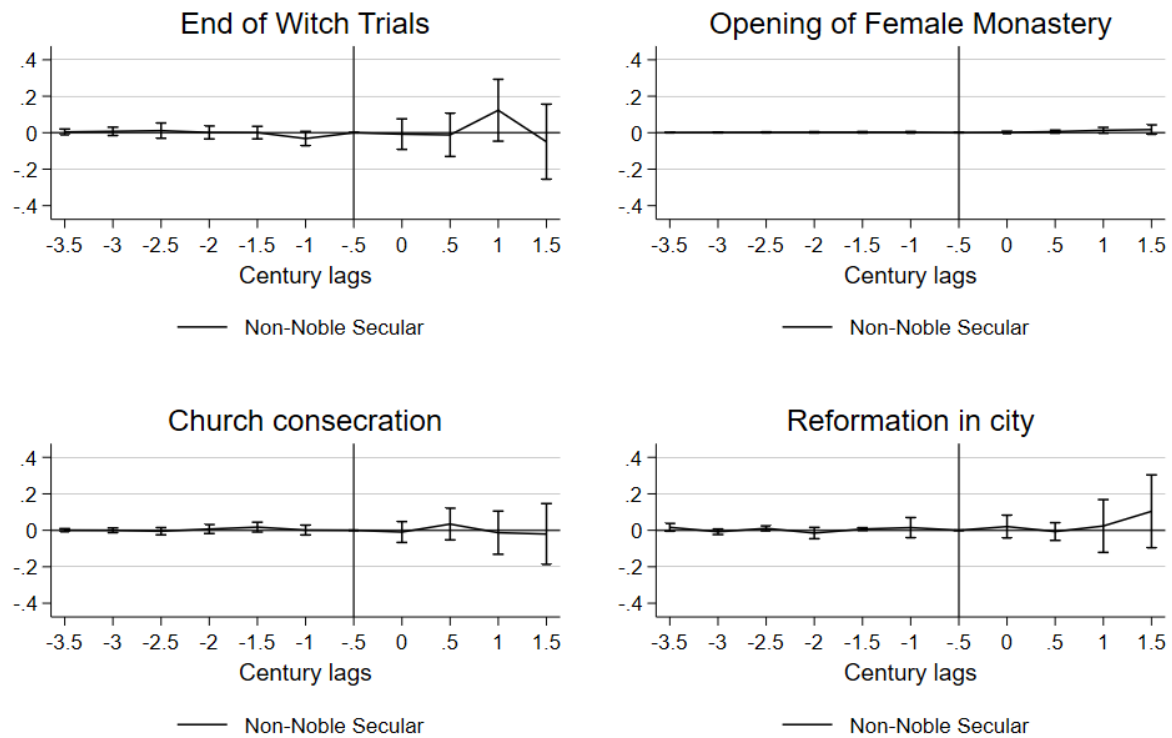 End of Witch Trials
.4
.2
0
-.2
-.4
-3.5 -3 -2.5 -2 -1.5 -1 -.5 0 .5 1 1.5
Century lags
Non-Noble Secular
Opening of Female Monastery
.4
.2
0
-.2
-.4
-3.5 -3 -2.5 -2 -1.5 -1 -.5 0 .5 1 1.5
Century lags
Non-Noble Secular
Church consecration
.4
.2
0
-.2
-.4
-3.5 -3 -2.5 -2 -1.5 -1 -.5 0 .5 1 1.5
Century lags
Non-Noble Secular
Reformation in city
.4
.2
0
-.2
-.4
-3.5 -3 -2.5 -2 -1.5 -1 -.5 0 .5 1 1.5
Century lags
Non-Noble Secular